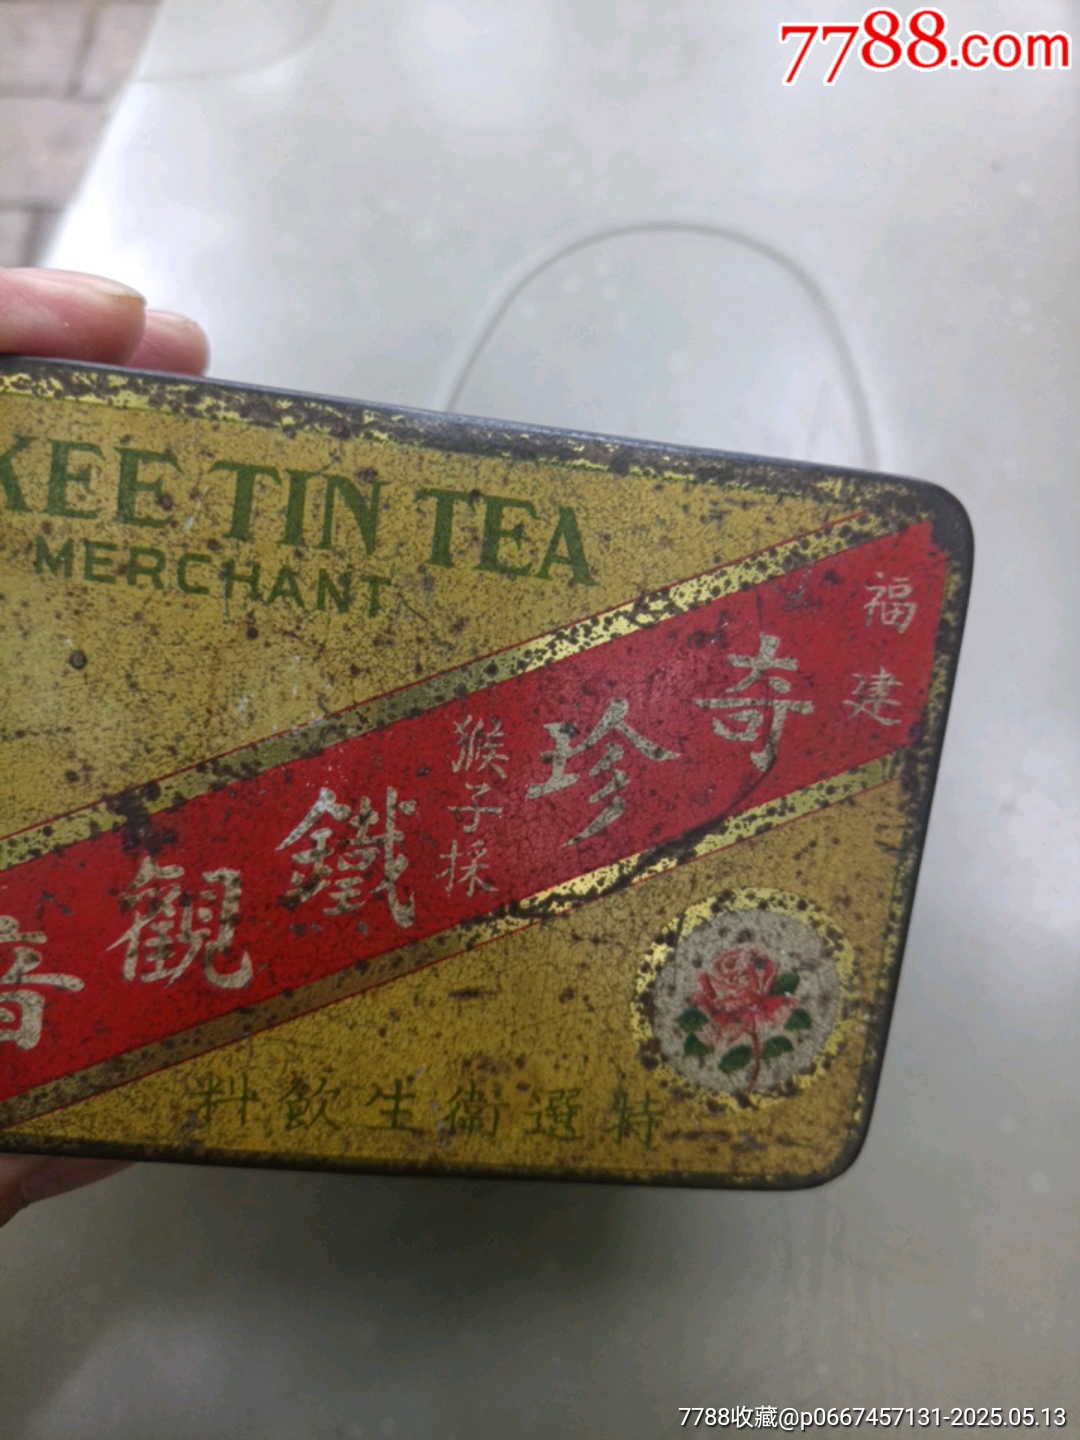 7788.com
KEE TIN TEA
MERCHANT
福建
奇珍
猴子採
鐵觀音
特選衛生飲料
7788收藏@p0667457131-2025.05.13